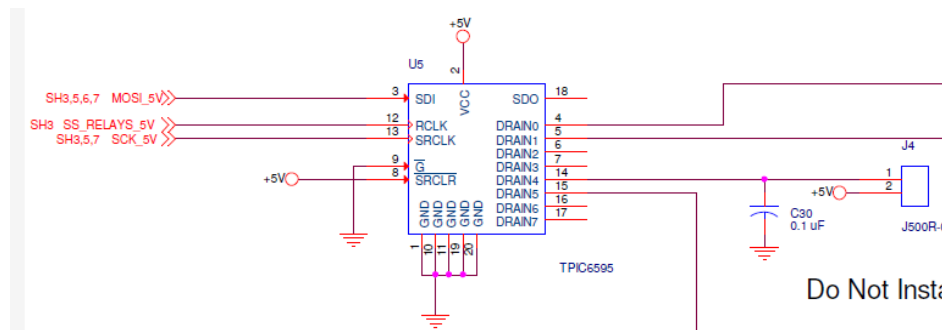 +5V
U5
2
VCC
SH3,5,6,7 MOSI_5V 3 SDI SDO 18
SH3 SS_RELAYS_5V 12 RCLK DRAIN0 4
SH3,5,7 SCK_5V 13 SRCLK DRAIN1 5
DRAIN2 6
9 G DRAIN3 7
+5V 8 SRCLR DRAIN4 14
DRAIN5 15
DRAIN6 16
DRAIN7 17
GND GND GND GND GND
1 10 11 19 20
TPIC6595
J4
1
+5V 2
J500R-
C30
0.1 uF
Do Not Insta